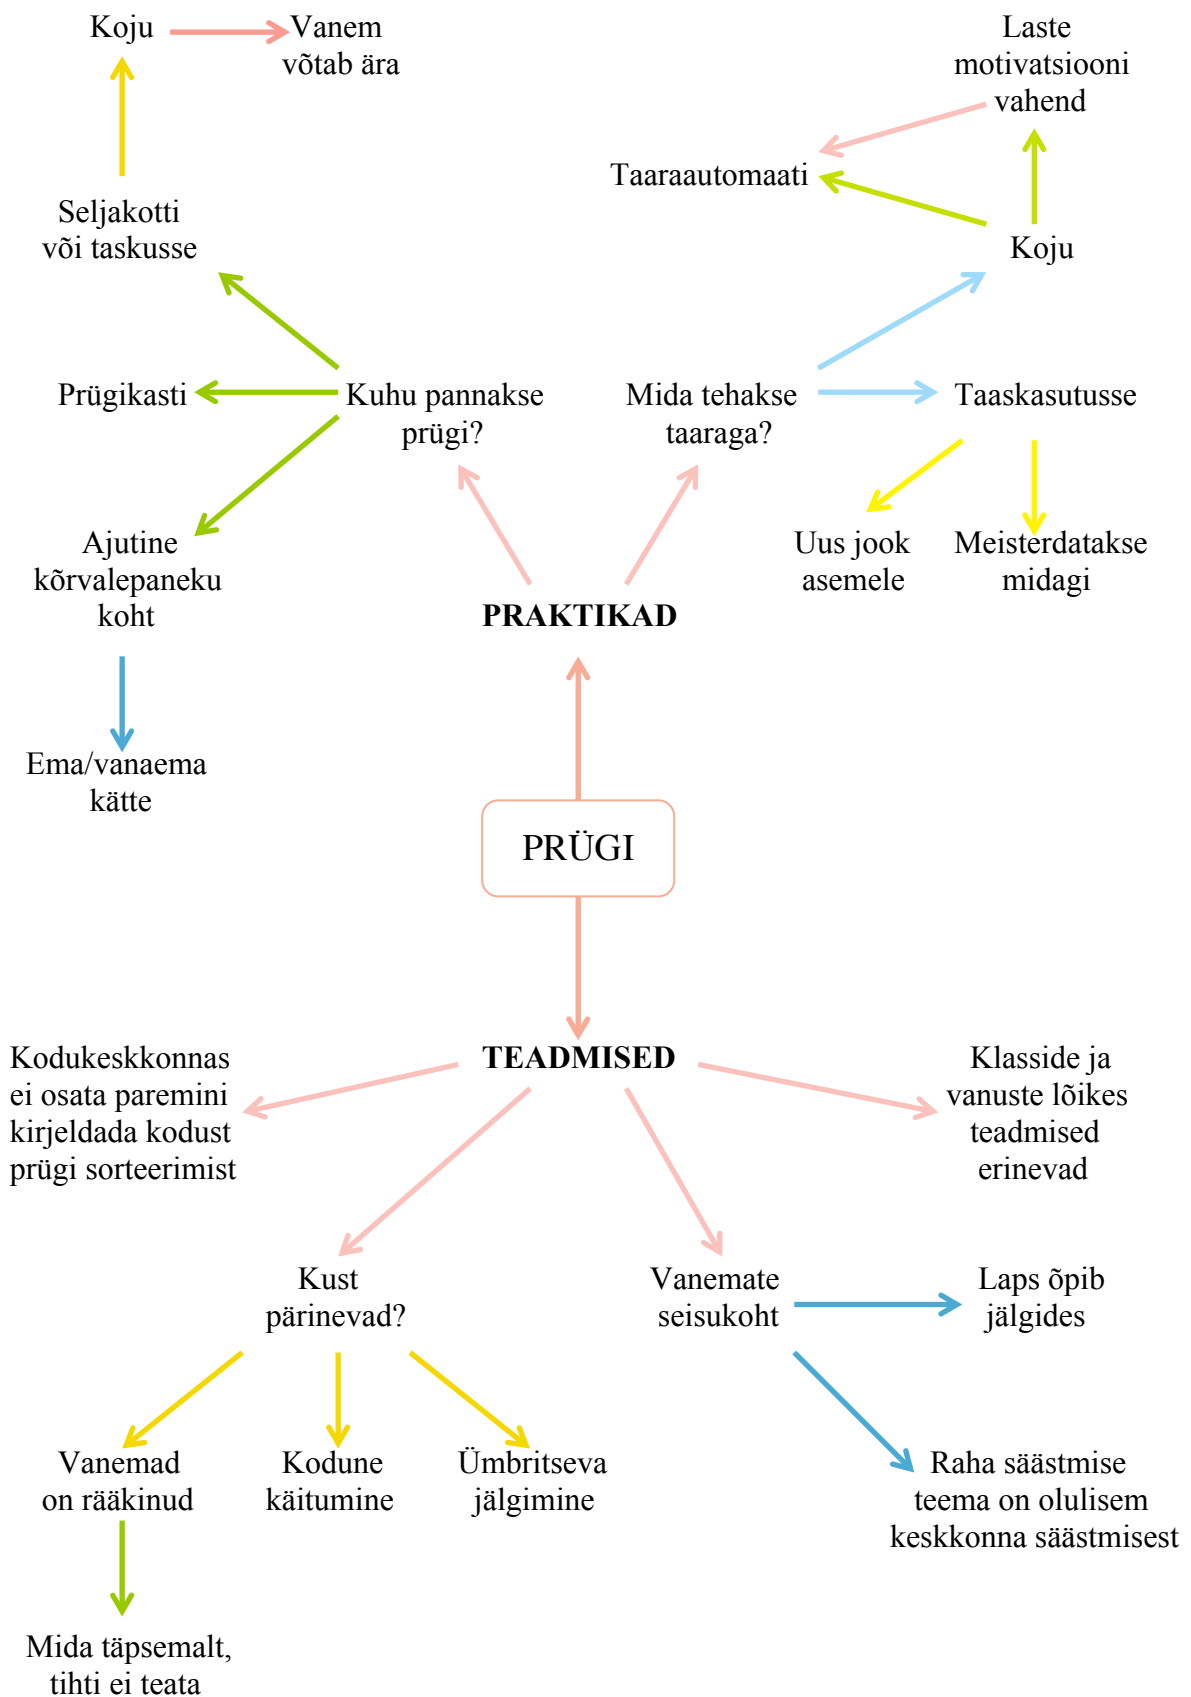 Koju
Vanem
võtab ära
Laste
motivatsiooni
vahend
Taaraautomaati
Seljakotti
või taskusse
Koju
Prügikasti
Kuhu pannakse
prügi?
Mida tehakse
taaraga?
Taaskasutusse
Ajutine
kõrvalepaneku
koht
Uus jook
asemele
Meisterdatakse
midagi
PRAKTIKAD
Ema/vanaema
kätte
PRÜGI
TEADMISED
Kodukeskkonnas
ei osata paremini
kirjeldada kodust
prügi sorteerimist
Klasside ja
vanuste lõikes
teadmised
erinevad
Kust
pärinevad?
Vanemate
seisukoht
Laps õpib
jälgides
Vanemad
on rääkinud
Kodune
käitumine
Ümbritseva
jälgimine
Raha säästmise
teema on olulisem
keskkonna säästmisest
Mida täpsemalt,
tihti ei teata